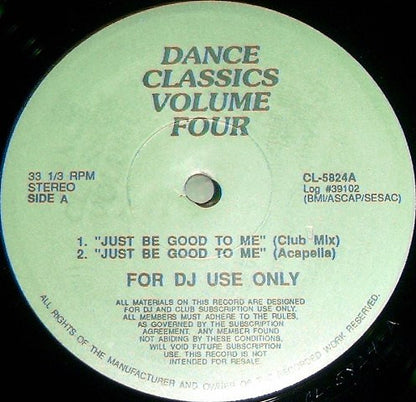 DANCE
CLASSICS
VOLUME
FOUR
33 1/3 RPM
STEREO
SIDE A
CL-5824A
Log #39102
(BMI/ASCAP/SESAC)
1. "JUST BE GOOD TO ME" (Club Mix)
2. "JUST BE GOOD TO ME" (Acapella)
FOR DJ USE ONLY
ALL MATERIALS ON THIS RECORD ARE DESIGNED
FOR DJ AND CLUB SUBSCRIPTION USE ONLY.
ALL MEMBERS MUST ADHERE TO THE RULES,
AS GOVERNED BY THE SUBSCRIPTION
AGREEMENT. ANY MEMBER FOUND
NOT ABIDING BY THESE CONDITIONS,
WILL VOID FUTURE SUBSCRIPTION
USE. THIS RECORD IS NOT
INTENDED FOR RESALE.
ALL RIGHTS OF THE MANUFACTURER AND OWNER OF THE RECORDED WORK RESERVED.